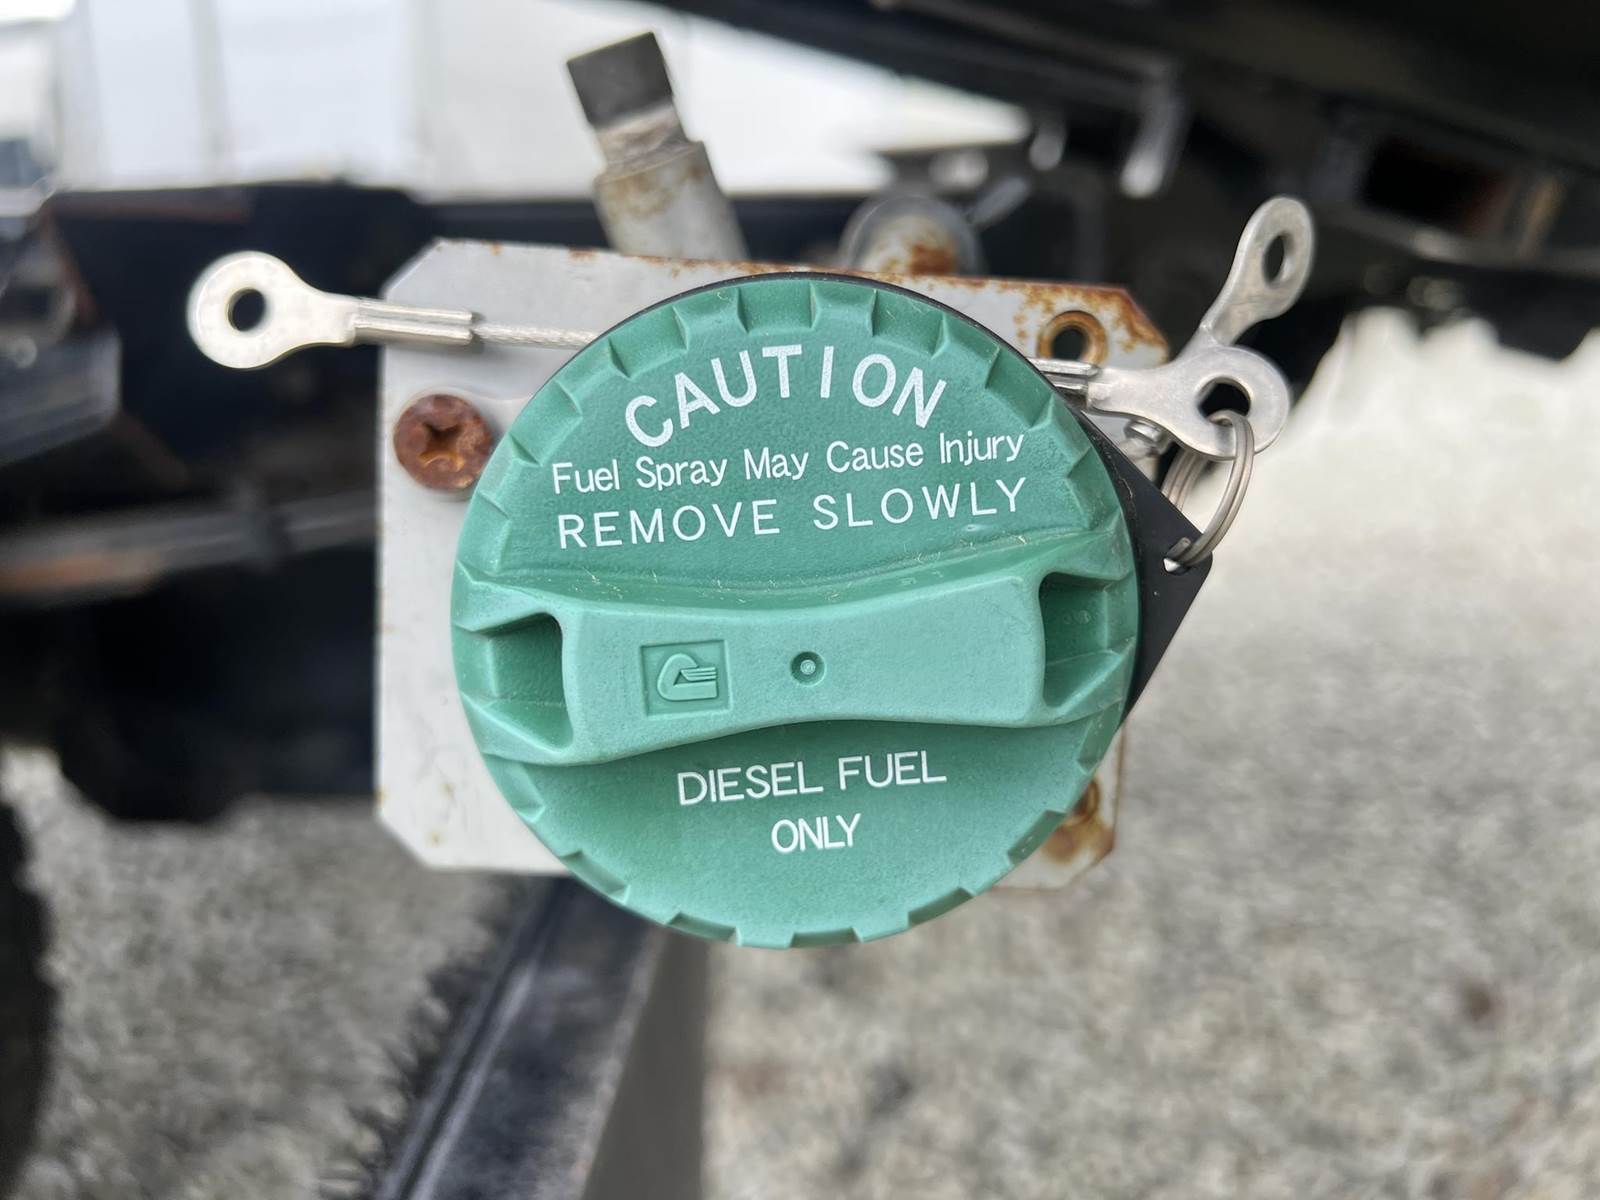 CAUTION
Fuel Spray May Cause Injury
REMOVE SLOWLY
DIESEL FUEL
ONLY